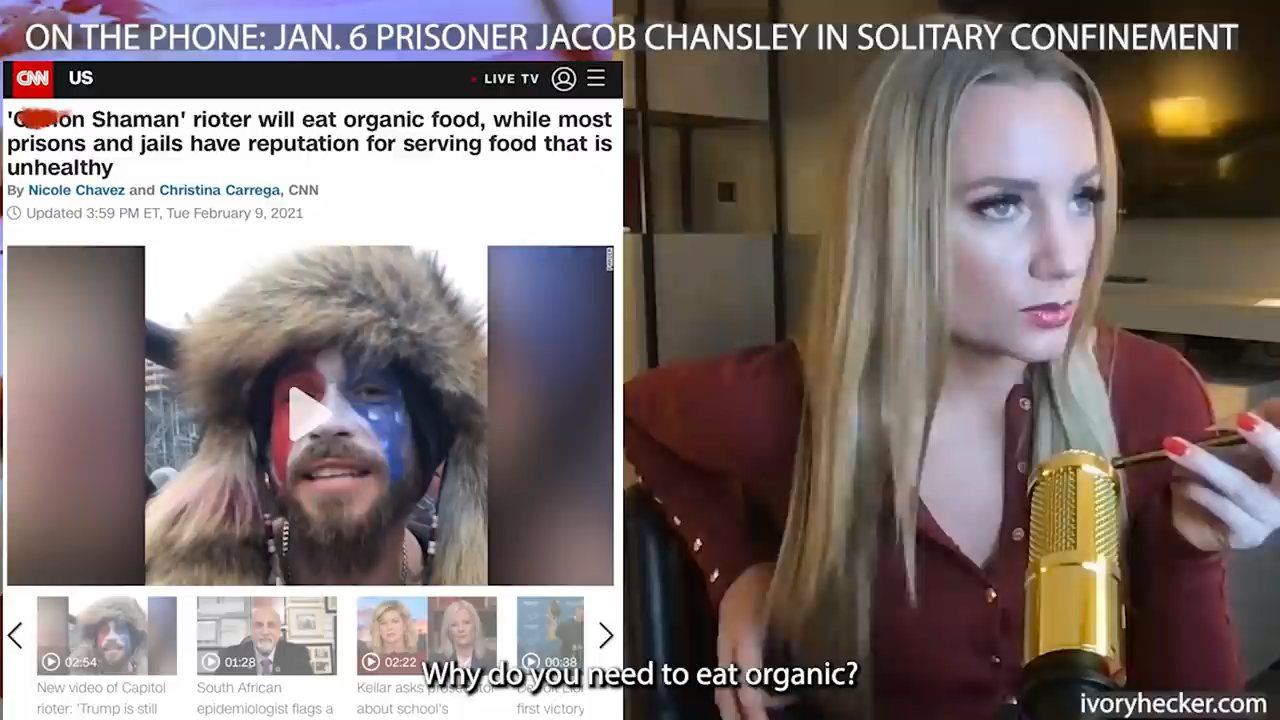 ON THE PHONE: JAN. 6 PRISONER JACOB CHANSLEY IN SOLITARY CONFINEMENT
CNN US
LIVE TV
Shaman' rioter will eat organic food, while most
prisons and jails have reputation for serving food that is
unhealthy
By Nicole Chavez and Christina Carrega, CNN
Updated 3:59 PM ET, Tue February 9, 2021
02:54
01:28
02:22
00:38
New video of Capitol
rioter: 'Trump is still
South African
epidemiologist flags a
Keilar asks
about school's
first victory
Why do you need to eat organic?
ivoryhecker.com